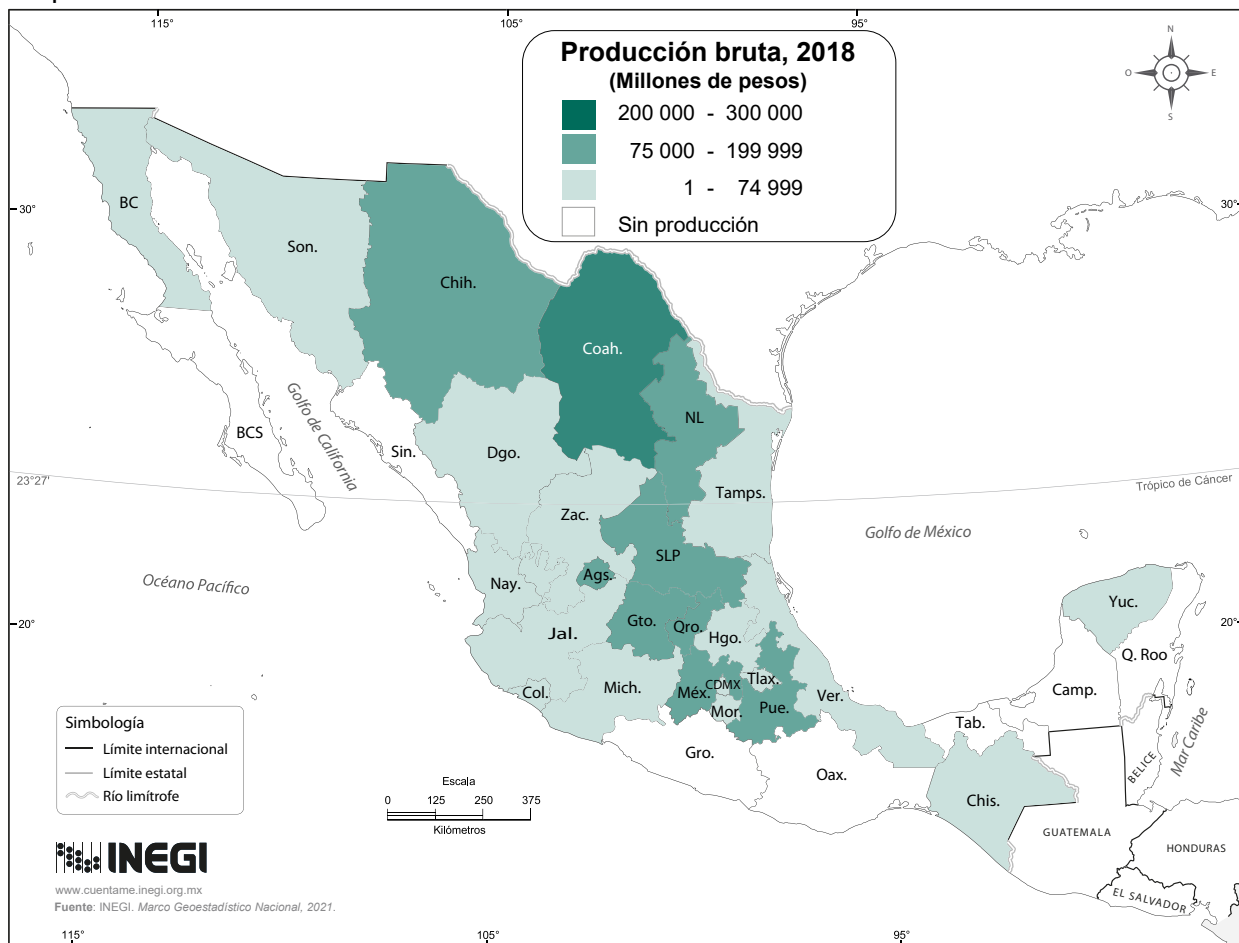 115°
105°
95°
Producción bruta, 2018
(Millones de pesos)
200 000 - 300 000
75 000 - 199 999
1 - 74 999
Sin producción
N
O
E
S
30°
30°
BC
Son.
Chih.
Coah.
NL
Golfo de California
BCS
Sin.
Dgo.
Tamps.
23°27'
Trópico de Cáncer
Zac.
Golfo de México
SLP
Océano Pacífico
Nay.
Ags.
Yuc.
20°
20°
Jal.
Gto.
Qro.
Hgo.
Q. Roo
Col.
Mich.
Méx.
CDMX
Tlax.
Mor.
Pue.
Ver.
Camp.
Tab.
Mar Caribe
BELICE
Gro.
Oax.
Chis.
GUATEMALA
HONDURAS
EL SALVADOR
Simbología
Límite internacional
Límite estatal
Río limítrofe
Escala
0 125 250 375
Kilómetros
INEGI
www.cuentame.inegi.org.mx
Fuente: INEGI. Marco Geoestadístico Nacional, 2021.
115°
105°
95°